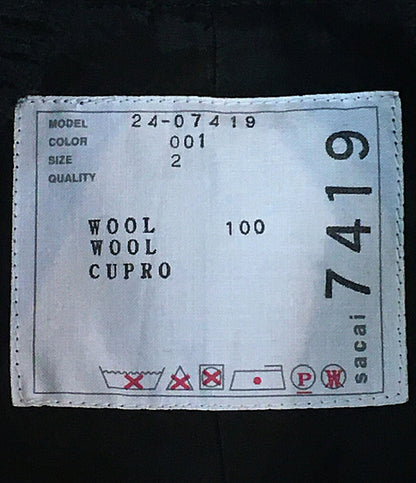 MODEL 24-07419
COLOR 001
SIZE 2
QUALITY
WOOL 100
WOOL
CUPRO
sacai 7419
P W